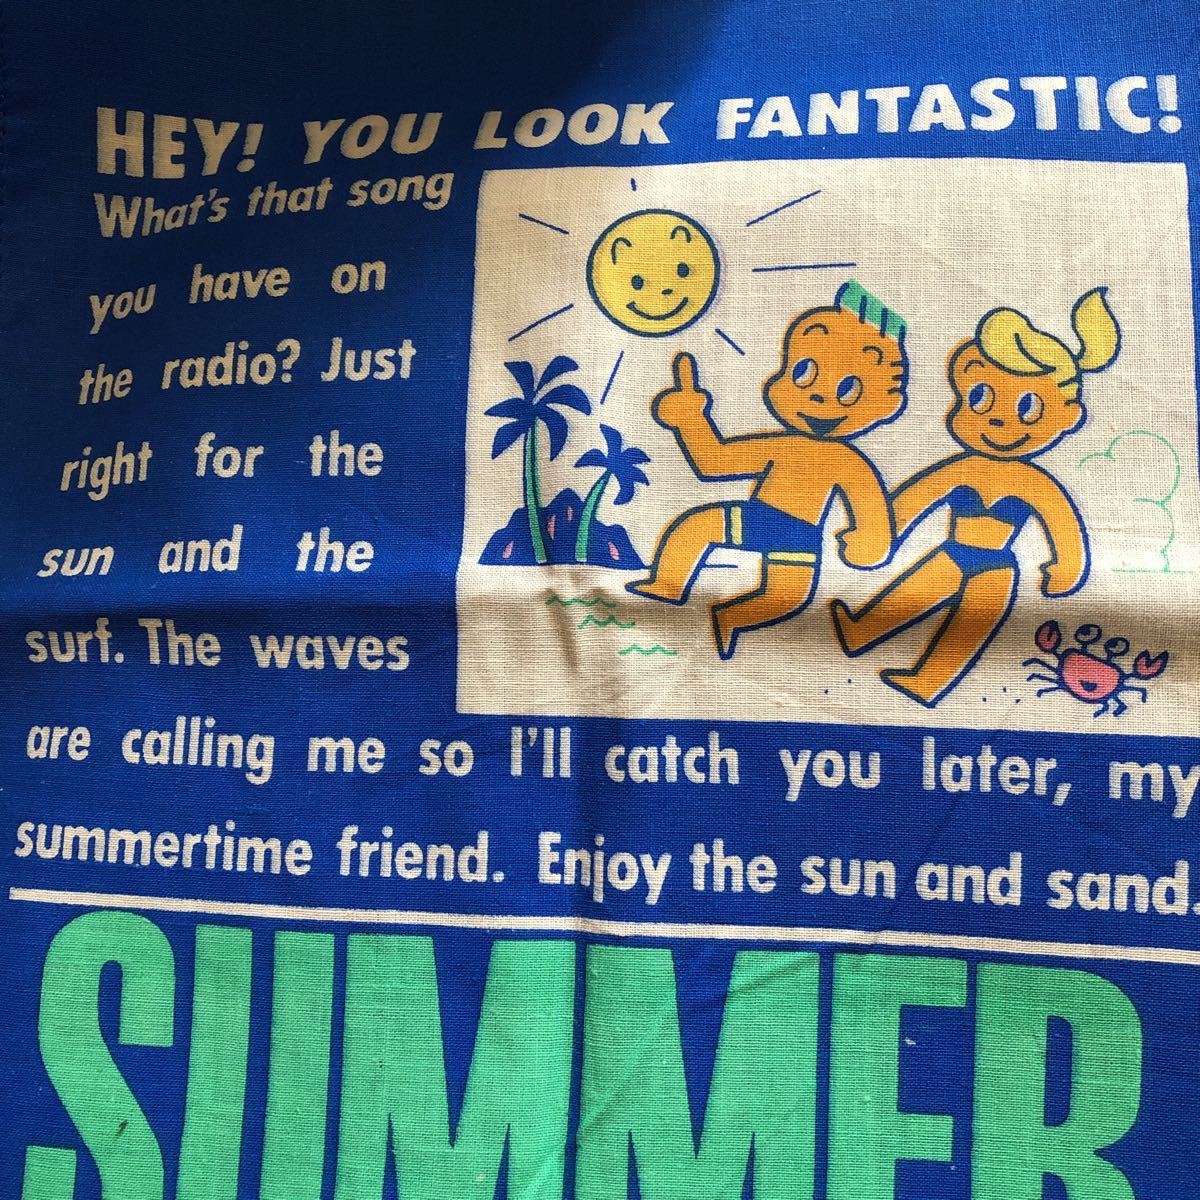 HEY! YOU LOOK FANTASTIC!
What's that song
you have on
the radio? Just
right for the
sun and the
surf. The waves
are calling me so I'll catch you later, my
summertime friend. Enjoy the sun and sand.
SUMMER